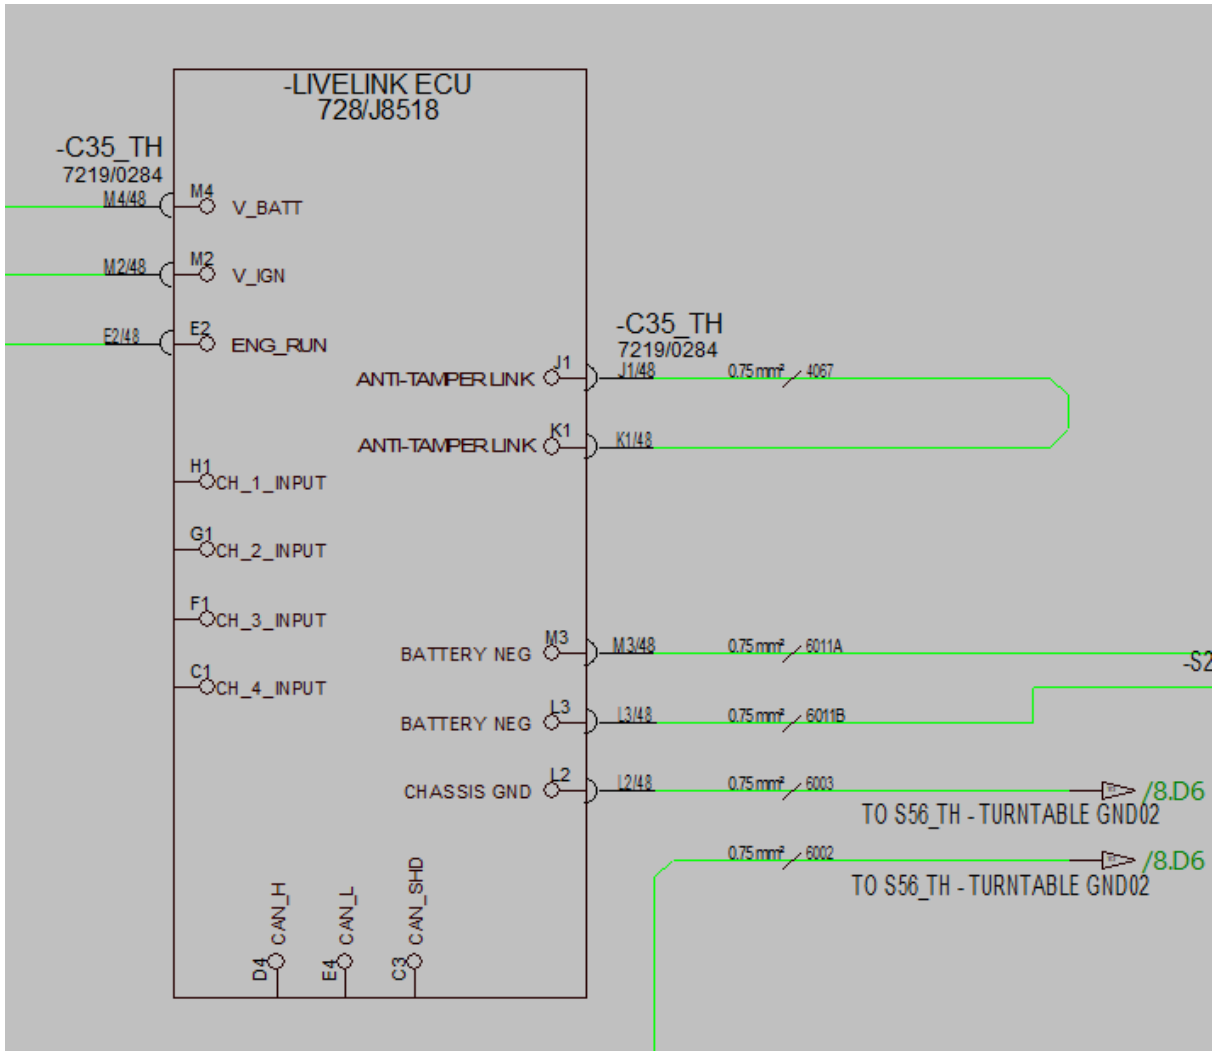 -LIVELINK ECU
728/J8518
-C35_TH
7219/0284
M4/48
M4
V_BATT
M2/48
M2
V_IGN
E2/48
E2
ENG_RUN
-C35_TH
7219/0284
ANTI-TAMPER LINK
J1
J1/48
0.75 mm²
4067
ANTI-TAMPER LINK
K1
K1/48
H1
CH_1_INPUT
G1
CH_2_INPUT
F1
CH_3_INPUT
C1
CH_4_INPUT
BATTERY NEG
M3
M3/48
0.75 mm²
6011A
-S2
BATTERY NEG
L3
L3/48
0.75 mm²
6011B
CHASSIS GND
L2
L2/48
0.75 mm²
6003
/8.D6
TO S56_TH - TURNTABLE GND02
0.75 mm²
6002
/8.D6
TO S56_TH - TURNTABLE GND02
D4
CAN_H
E4
CAN_L
C3
CAN_SHD